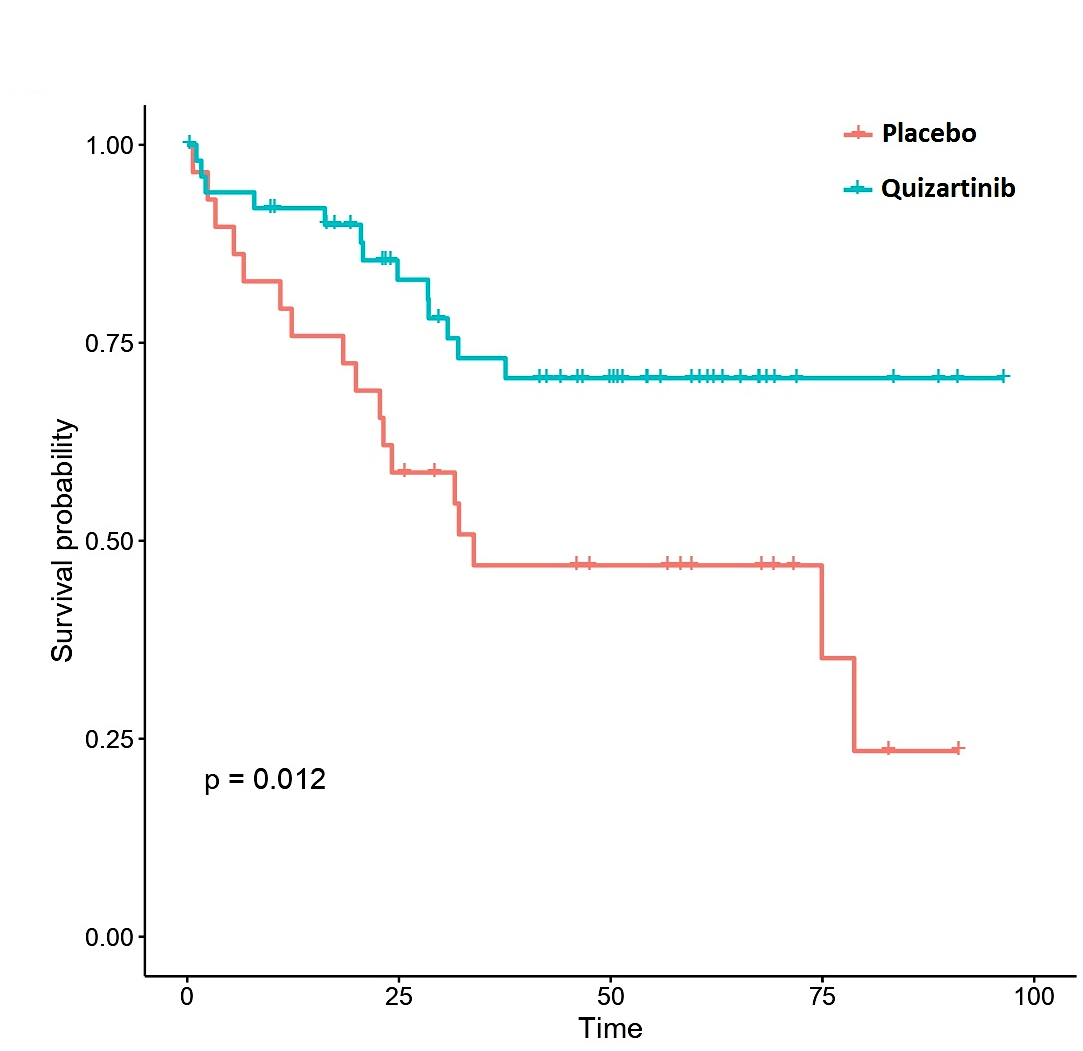 Placebo
Quizartinib
1.00
0.75
0.50
0.25
0.00
Survival probability
p = 0.012
0 25 50 75 100
Time